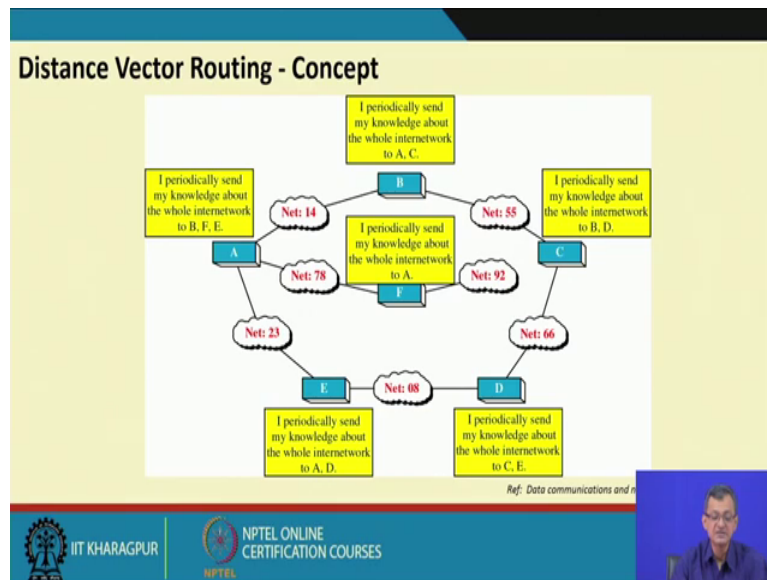 Distance Vector Routing - Concept
I periodically send
my knowledge about
the whole internetwork
to A, C.
I periodically send
my knowledge about
the whole internetwork
to B, F, E.
B
I periodically send
my knowledge about
the whole internetwork
to B, D.
Net: 14
Net: 55
I periodically send
my knowledge about
the whole internetwork
to A.
A
C
Net: 78
Net: 92
F
Net: 23
Net: 66
E
Net: 08
D
I periodically send
my knowledge about
the whole internetwork
to A, D.
I periodically send
my knowledge about
the whole internetwork
to C, E.
Ref: Data communications and
IIT KHARAGPUR
NPTEL ONLINE
CERTIFICATION COURSES
NPTEL